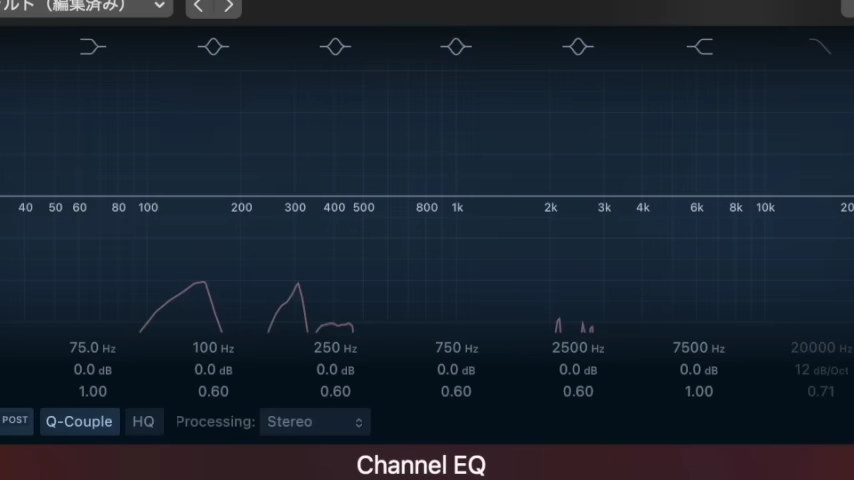 ルト（編集済み）
40 50 60 80 100 200 300 400 500 800 1k 2k 3k 4k 6k 8k 10k 20
75.0 Hz 100 Hz 250 Hz 750 Hz 2500 Hz 7500 Hz 20000 Hz
0.0 dB 0.0 dB 0.0 dB 0.0 dB 0.0 dB 0.0 dB 12 dB/Oct
1.00 0.60 0.60 0.60 0.60 1.00 0.71
POST Q-Couple HQ Processing: Stereo
Channel EQ